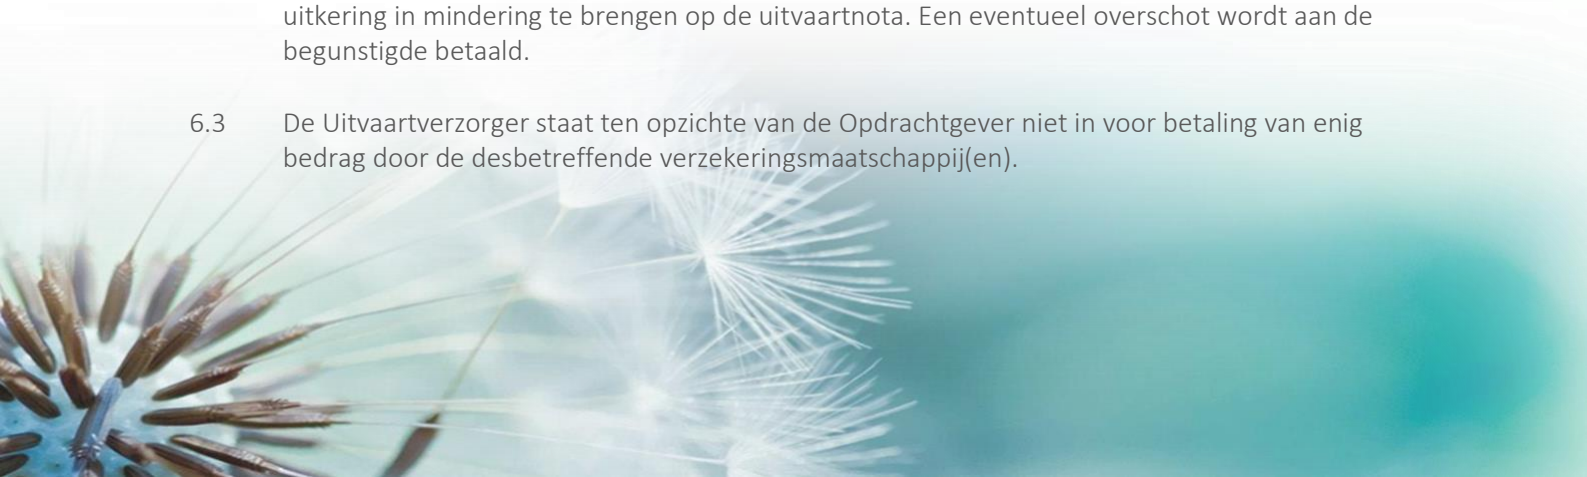 uitkering in mindering te brengen op de uitvaartnota. Een eventueel overschot wordt aan de
begunstigde betaald.
6.3 De Uitvaartverzorger staat ten opzichte van de Opdrachtgever niet in voor betaling van enig
bedrag door de desbetreffende verzekeringsmaatschappij(en).